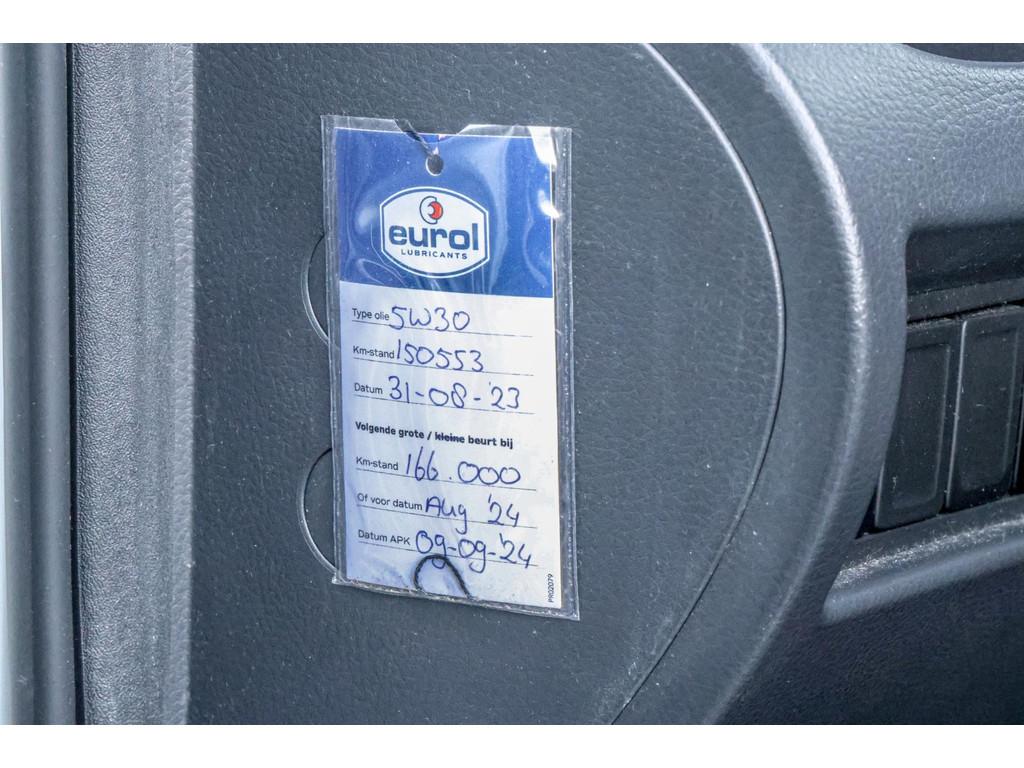 eurol
LUBRICANTS
Type olie 5W30
Km-stand 150553
Datum 31-08-'23
Volgende grote / kleine beurt bij
Km-stand 166.000
Of voor datum Aug '24
Datum APK 09-09-'24
PR02079